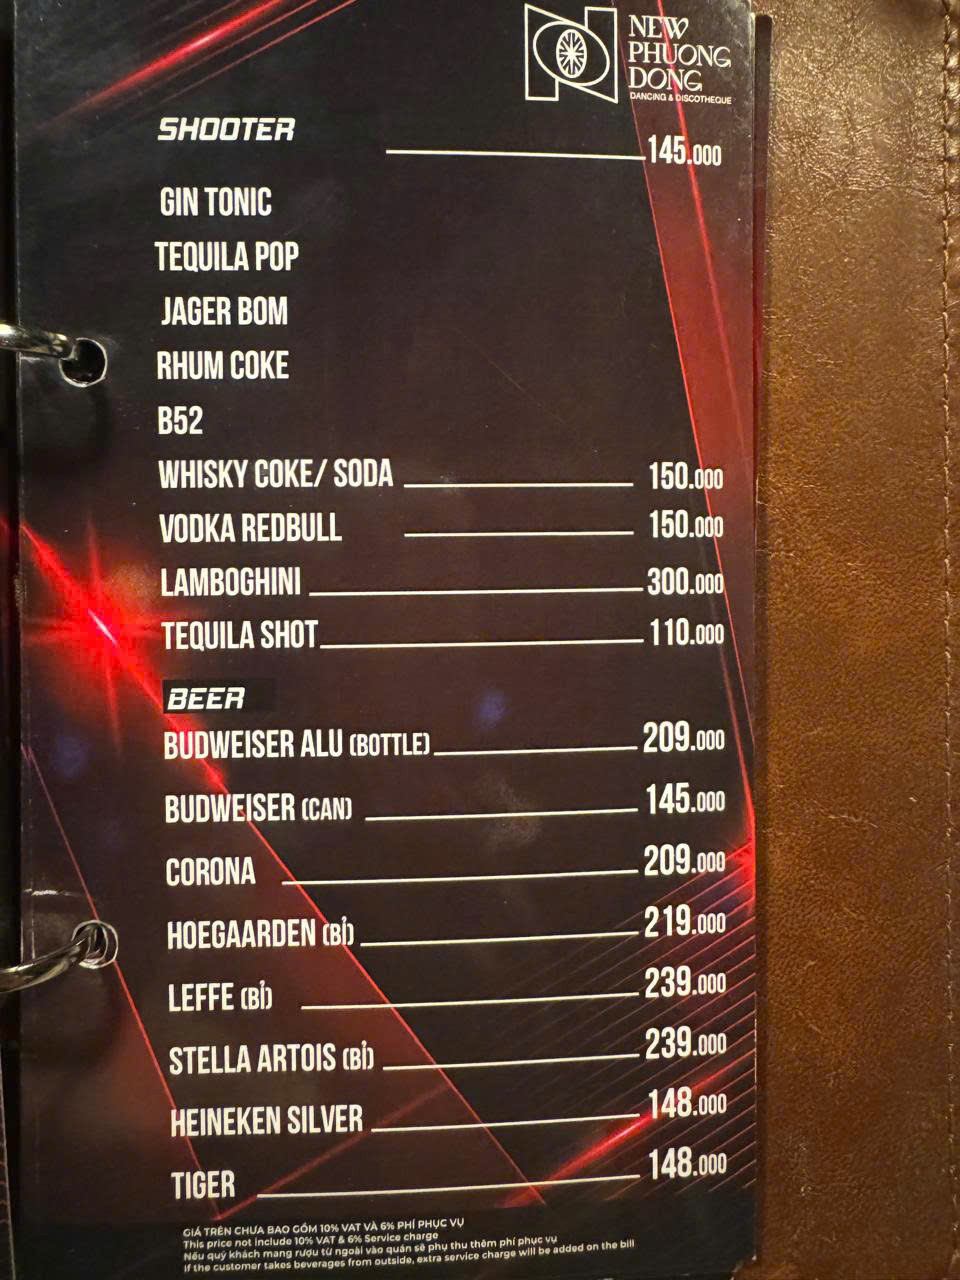 NEW
PHUONG
DONG
DANCING & DISCOTHEQUE
SHOOTER 145.000
GIN TONIC
TEQUILA POP
JAGER BOM
RHUM COKE
B52
WHISKY COKE/ SODA 150.000
VODKA REDBULL 150.000
LAMBOGHINI 300.000
TEQUILA SHOT 110.000
BEER
BUDWEISER ALU (BOTTLE) 209.000
BUDWEISER (CAN) 145.000
CORONA 209.000
HOEGAARDEN (BỈ) 219.000
LEFFE (BỈ) 239.000
STELLA ARTOIS (BỈ) 239.000
HEINEKEN SILVER 148.000
TIGER 148.000
GIÁ TRÊN CHƯA BAO GỒM 10% VAT VÀ 6% PHÍ PHỤC VỤ
This price not include 10% VAT & 6% Service charge
Nếu quý khách mang rượu từ ngoài vào quán sẽ phụ thu thêm phí phục vụ
If the customer takes beverages from outside, extra service charge will be added on the bill